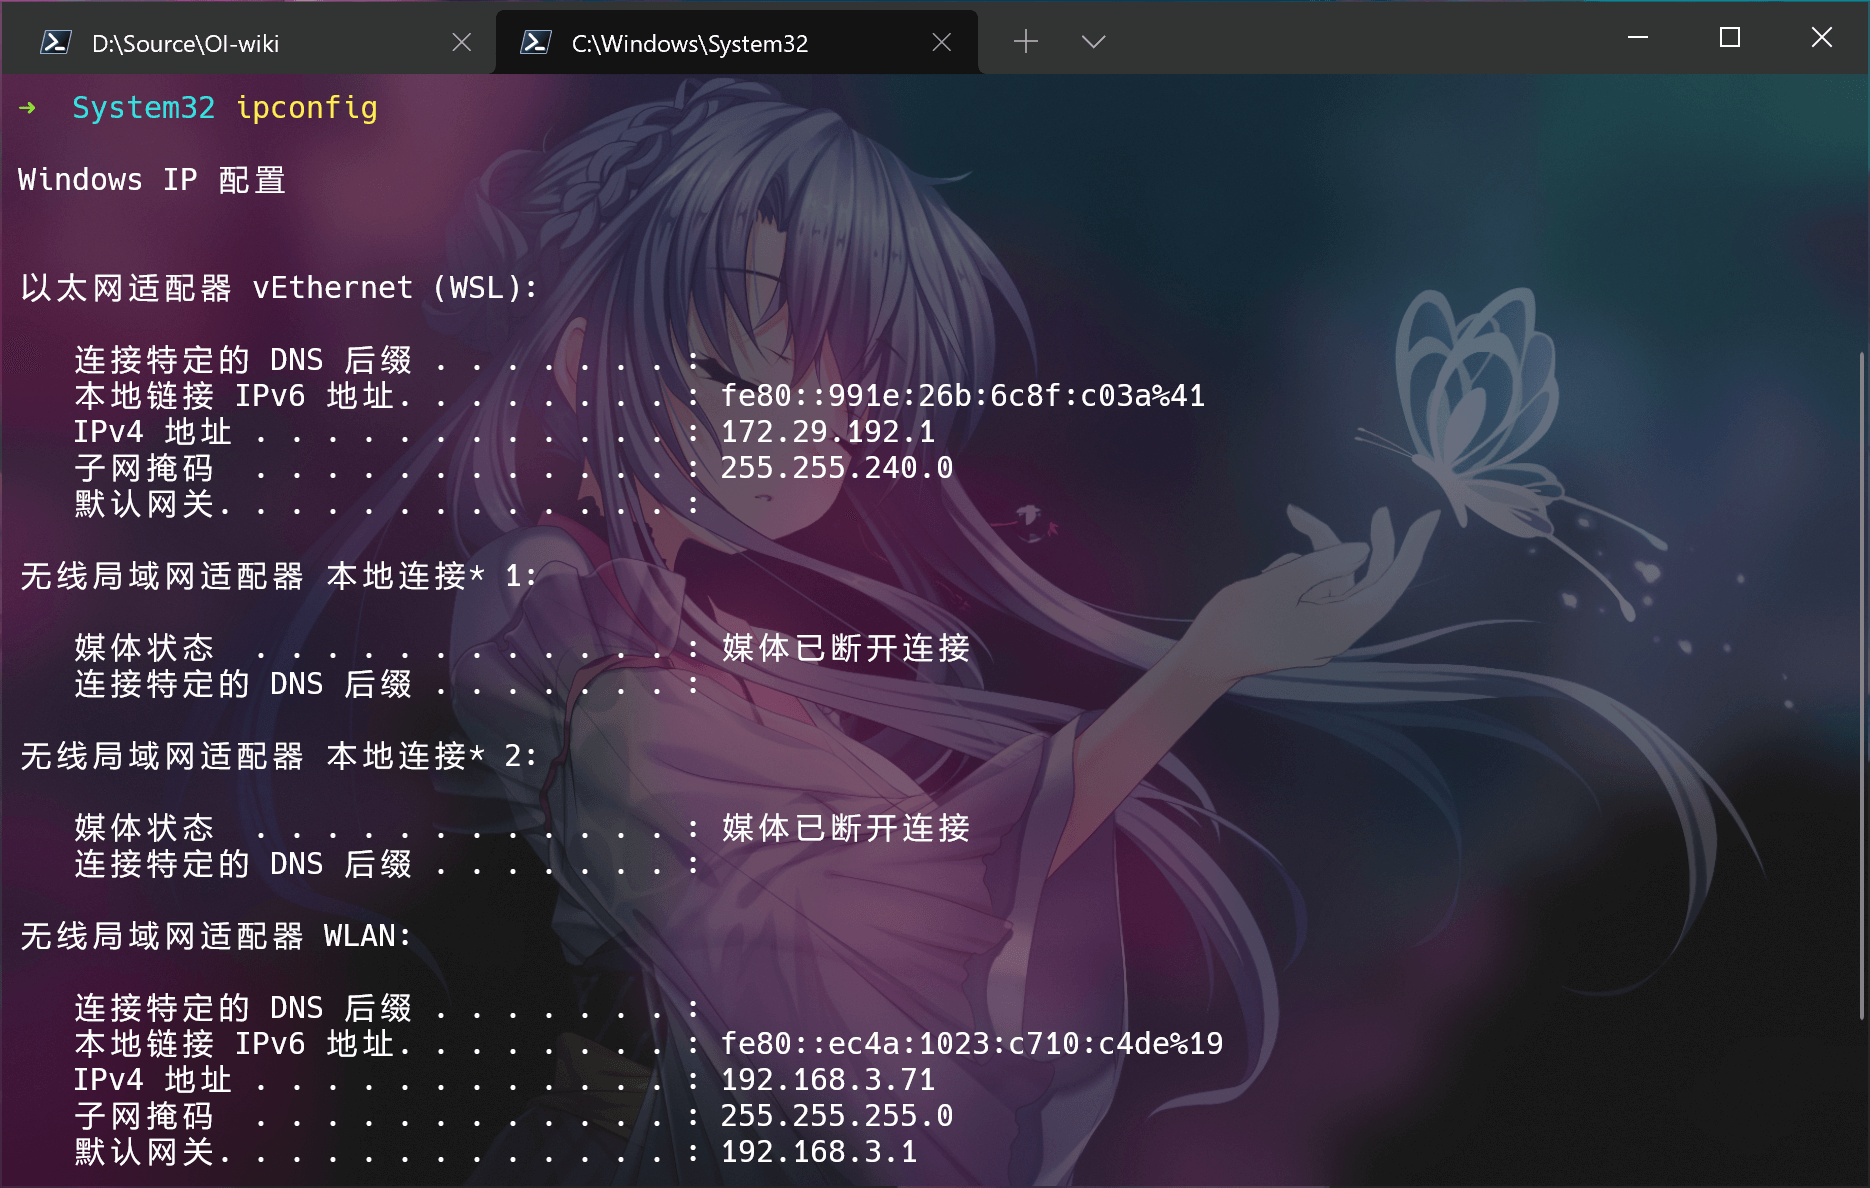 D:\Source\OI-wiki
C:\Windows\System32
➜  System32 ipconfig
Windows IP 配置
以太网适配器 vEthernet (WSL):
连接特定的 DNS 后缀 . . . . . . . :
本地链接 IPv6 地址. . . . . . . . : fe80::991e:26b:6c8f:c03a%41
IPv4 地址 . . . . . . . . . . . . : 172.29.192.1
子网掩码  . . . . . . . . . . . . : 255.255.240.0
默认网关. . . . . . . . . . . . . :
无线局域网适配器 本地连接* 1:
媒体状态  . . . . . . . . . . . . : 媒体已断开连接
连接特定的 DNS 后缀 . . . . . . . :
无线局域网适配器 本地连接* 2:
媒体状态  . . . . . . . . . . . . : 媒体已断开连接
连接特定的 DNS 后缀 . . . . . . . :
无线局域网适配器 WLAN:
连接特定的 DNS 后缀 . . . . . . . :
本地链接 IPv6 地址. . . . . . . . : fe80::ec4a:1023:c710:c4de%19
IPv4 地址 . . . . . . . . . . . . : 192.168.3.71
子网掩码  . . . . . . . . . . . . : 255.255.255.0
默认网关. . . . . . . . . . . . . : 192.168.3.1